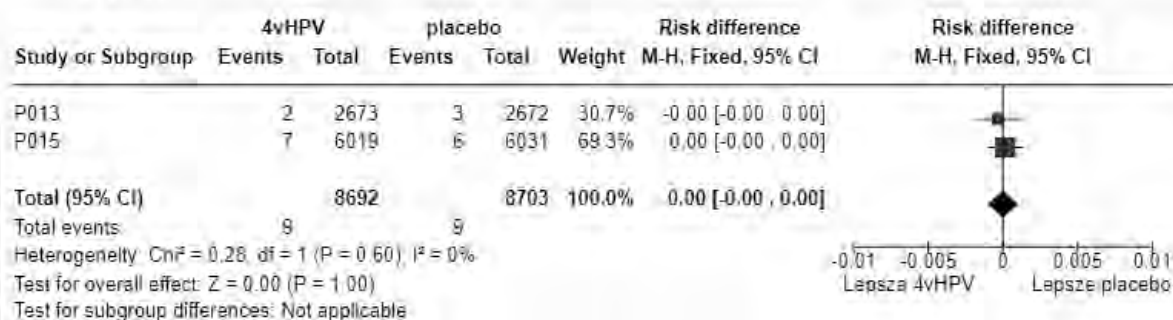 4vHPV placebo Risk difference Risk difference
Study or Subgroup Events Total Events Total Weight M-H, Fixed, 95% CI M-H, Fixed, 95% CI
P013 2 2673 3 2672 30.7% -0.00 [-0.00 , 0.00]
P015 7 6019 6 6031 69.3% 0.00 [-0.00 , 0.00]
Total (95% CI) 8692 8703 100.0% 0.00 [-0.00 , 0.00]
Total events: 9 9
Heterogeneity: Chi² = 0.28, df = 1 (P = 0.60); I² = 0%
Test for overall effect: Z = 0.00 (P = 1.00)
Test for subgroup differences: Not applicable
-0.01 -0.005 0 0.005 0.01
Lepsza 4vHPV Lepsze placebo